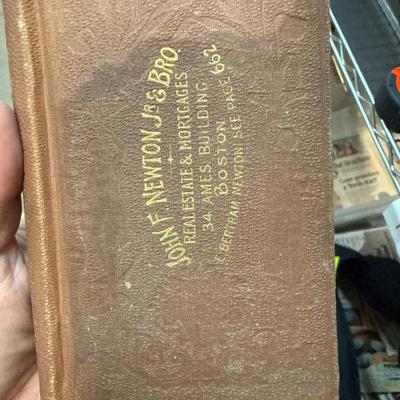 JOHN F. NEWTON JR & BRO.
REAL ESTATE & MORTGAGES
34 AMES BUILDING
BOSTON
BERTRAM NEWTON SEE PAGE 662